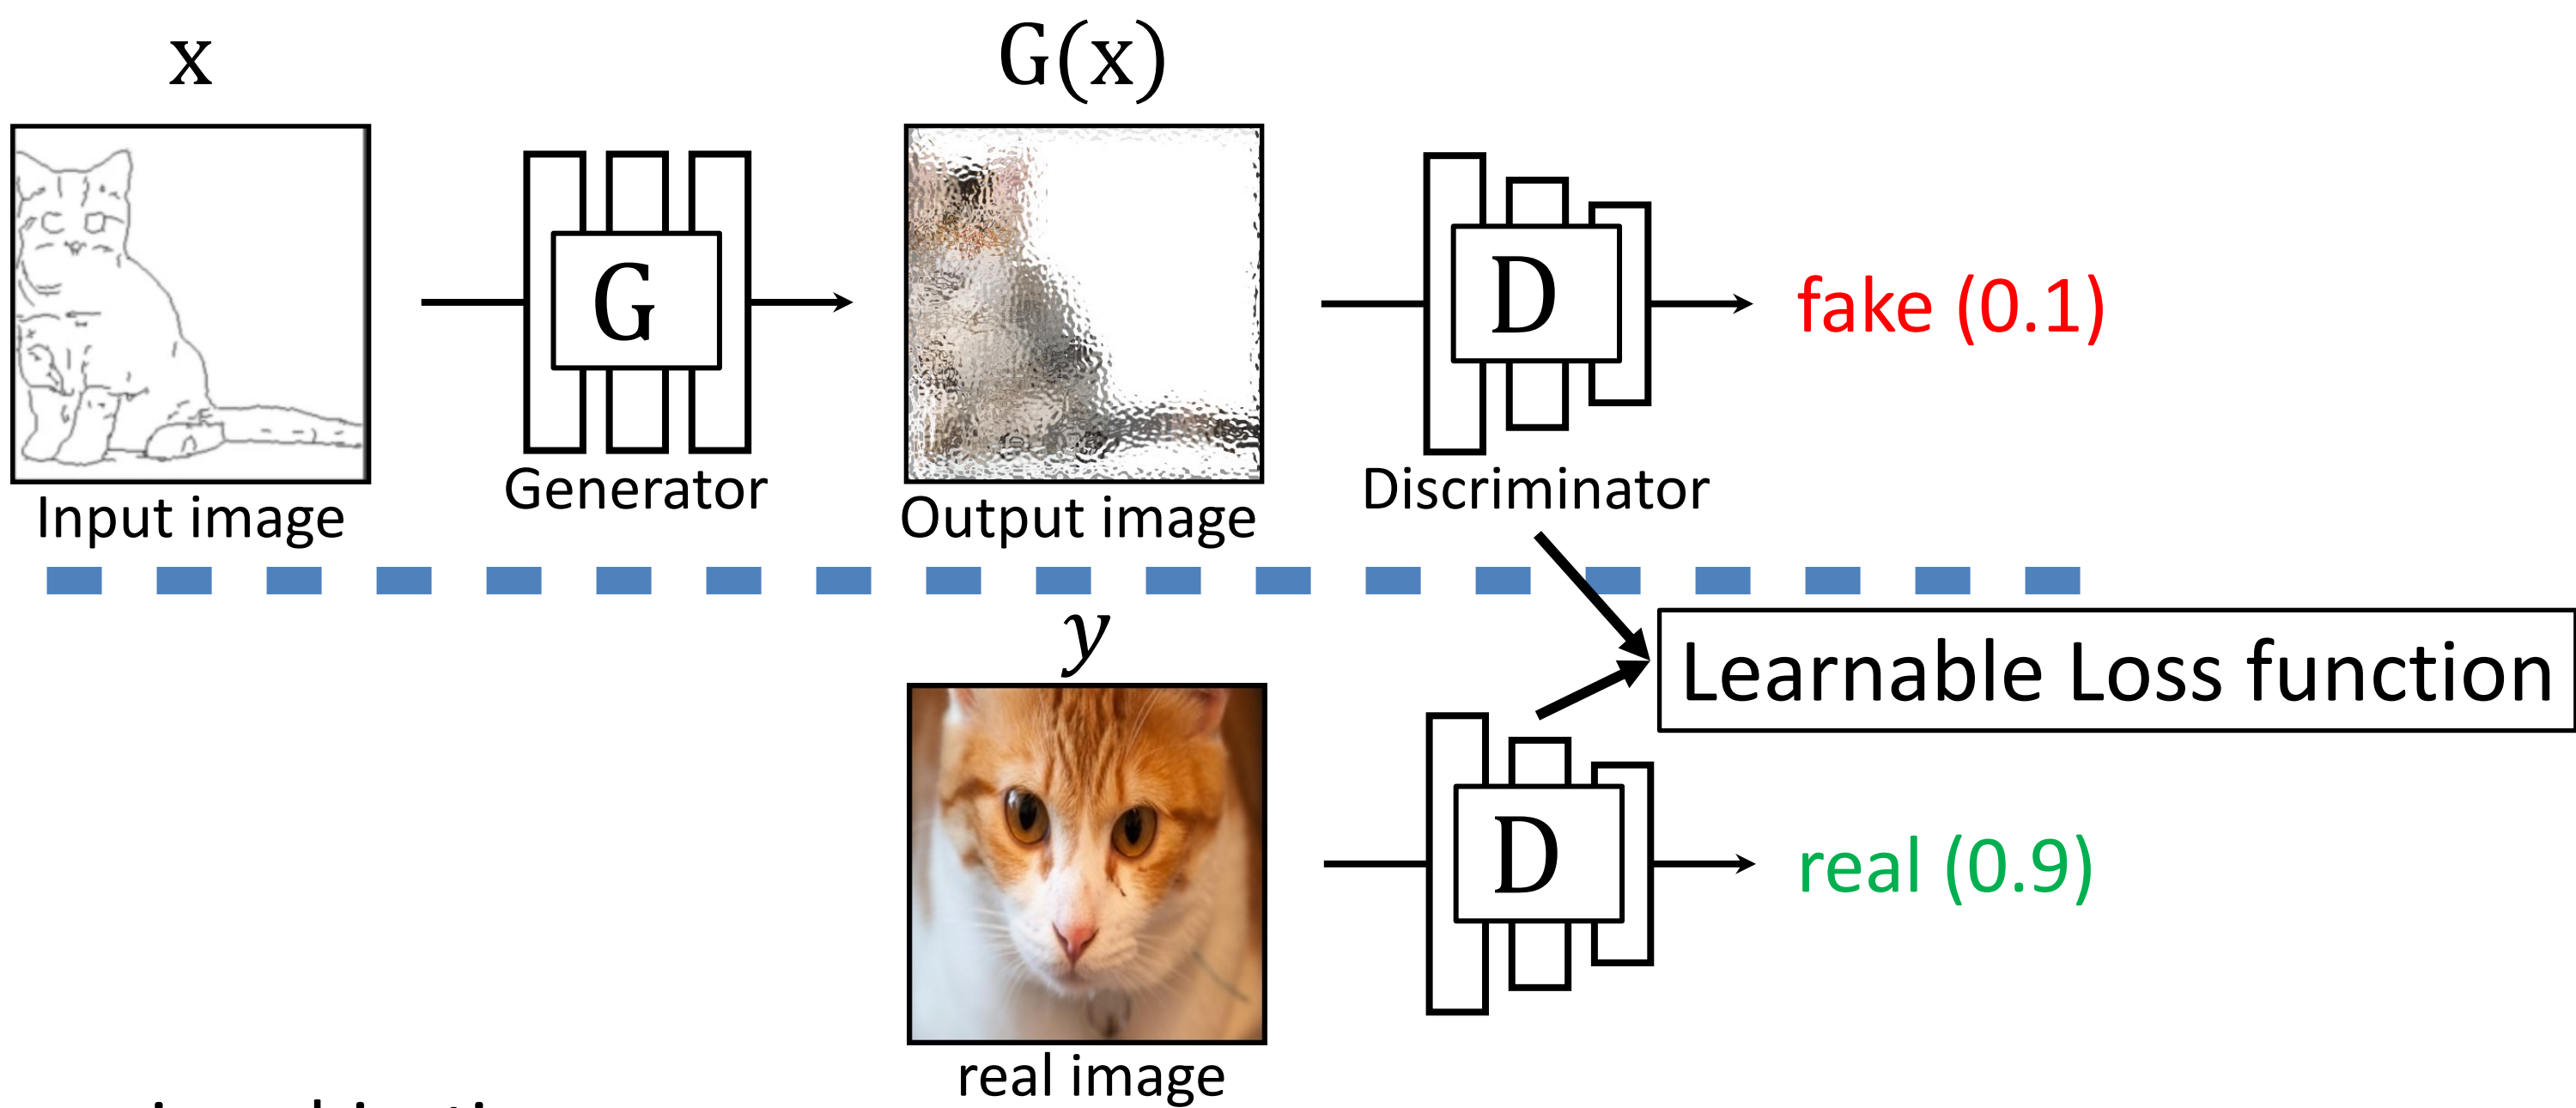 x
G(x)
G
D
fake (0.1)
Input image
Generator
Output image
Discriminator
y
Learnable Loss function
D
real (0.9)
real image